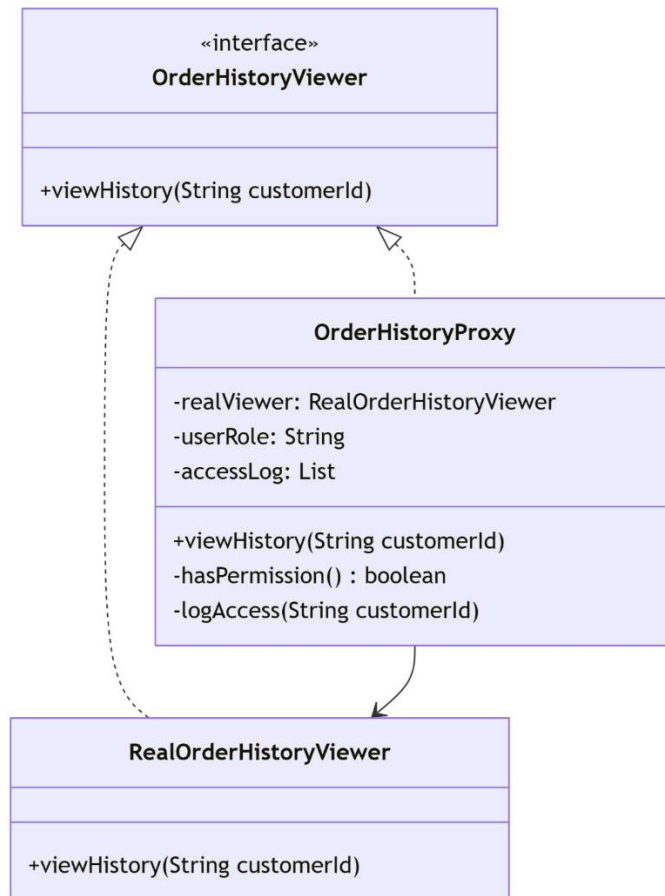 «interface»
OrderHistoryViewer
+viewHistory(String customerId)
OrderHistoryProxy
-realViewer: RealOrderHistoryViewer
-userRole: String
-accessLog: List
+viewHistory(String customerId)
-hasPermission() : boolean
-logAccess(String customerId)
RealOrderHistoryViewer
+viewHistory(String customerId)